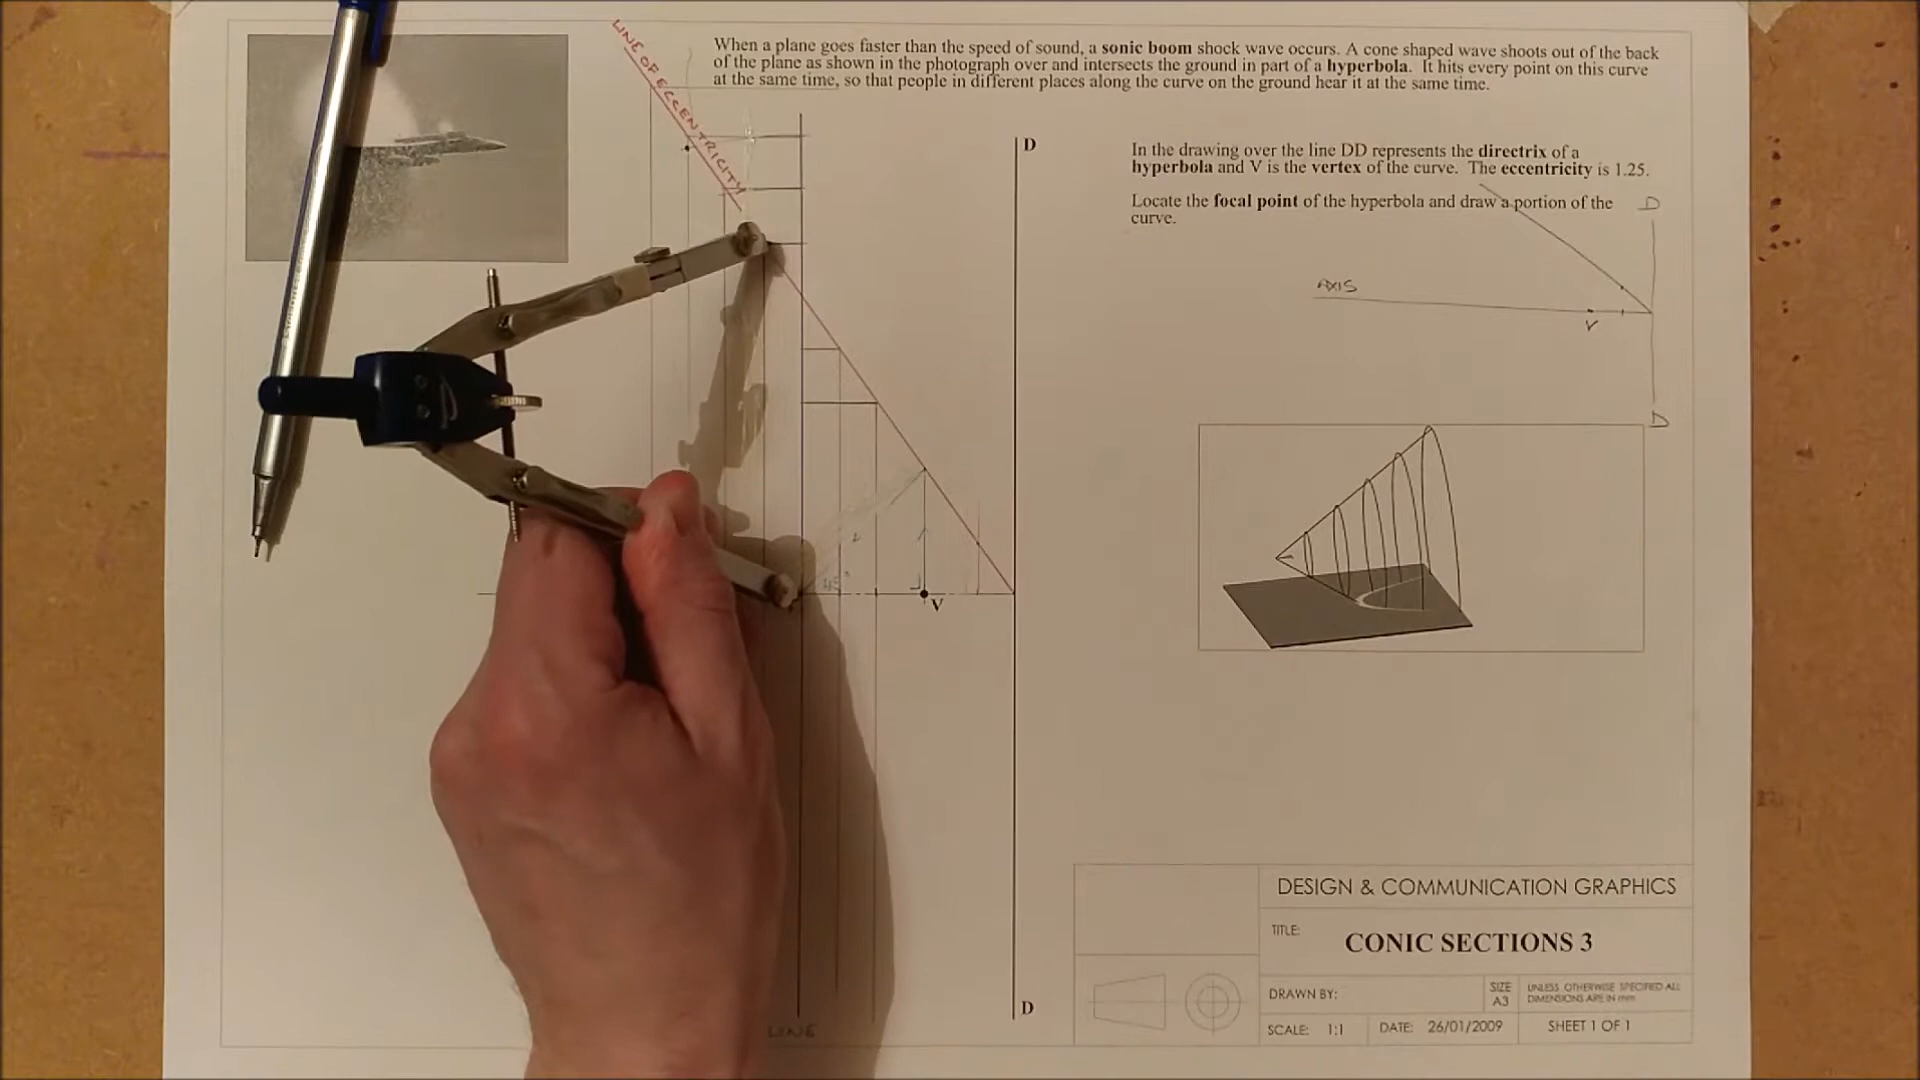 LINE OF ECCENTRICITY
When a plane goes faster than the speed of sound, a sonic boom shock wave occurs. A cone shaped wave shoots out of the back
of the plane as shown in the photograph over and intersects the ground in part of a hyperbola. It hits every point on this curve
at the same time, so that people in different places along the curve on the ground hear it at the same time.
D
In the drawing over the line DD represents the directrix of a
hyperbola and V is the vertex of the curve. The eccentricity is 1.25.
Locate the focal point of the hyperbola and draw a portion of the
curve.
D
AXIS
V
D
45°
V
D
LINE
DESIGN & COMMUNICATION GRAPHICS
TITLE:
CONIC SECTIONS 3
DRAWN BY:
SIZE
A3
UNLESS OTHERWISE SPECIFIED ALL
DIMENSIONS ARE IN mm
SCALE: 1:1
DATE: 26/01/2009
SHEET 1 OF 1